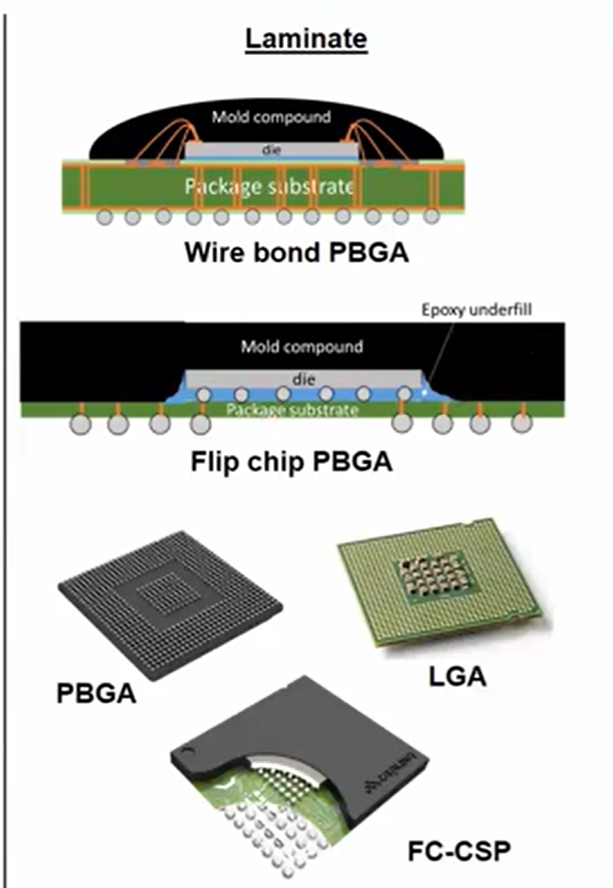 Laminate
Mold compound
die
Package substrate
Wire bond PBGA
Epoxy underfill
Mold compound
die
Package substrate
Flip chip PBGA
PBGA
LGA
FC-CSP